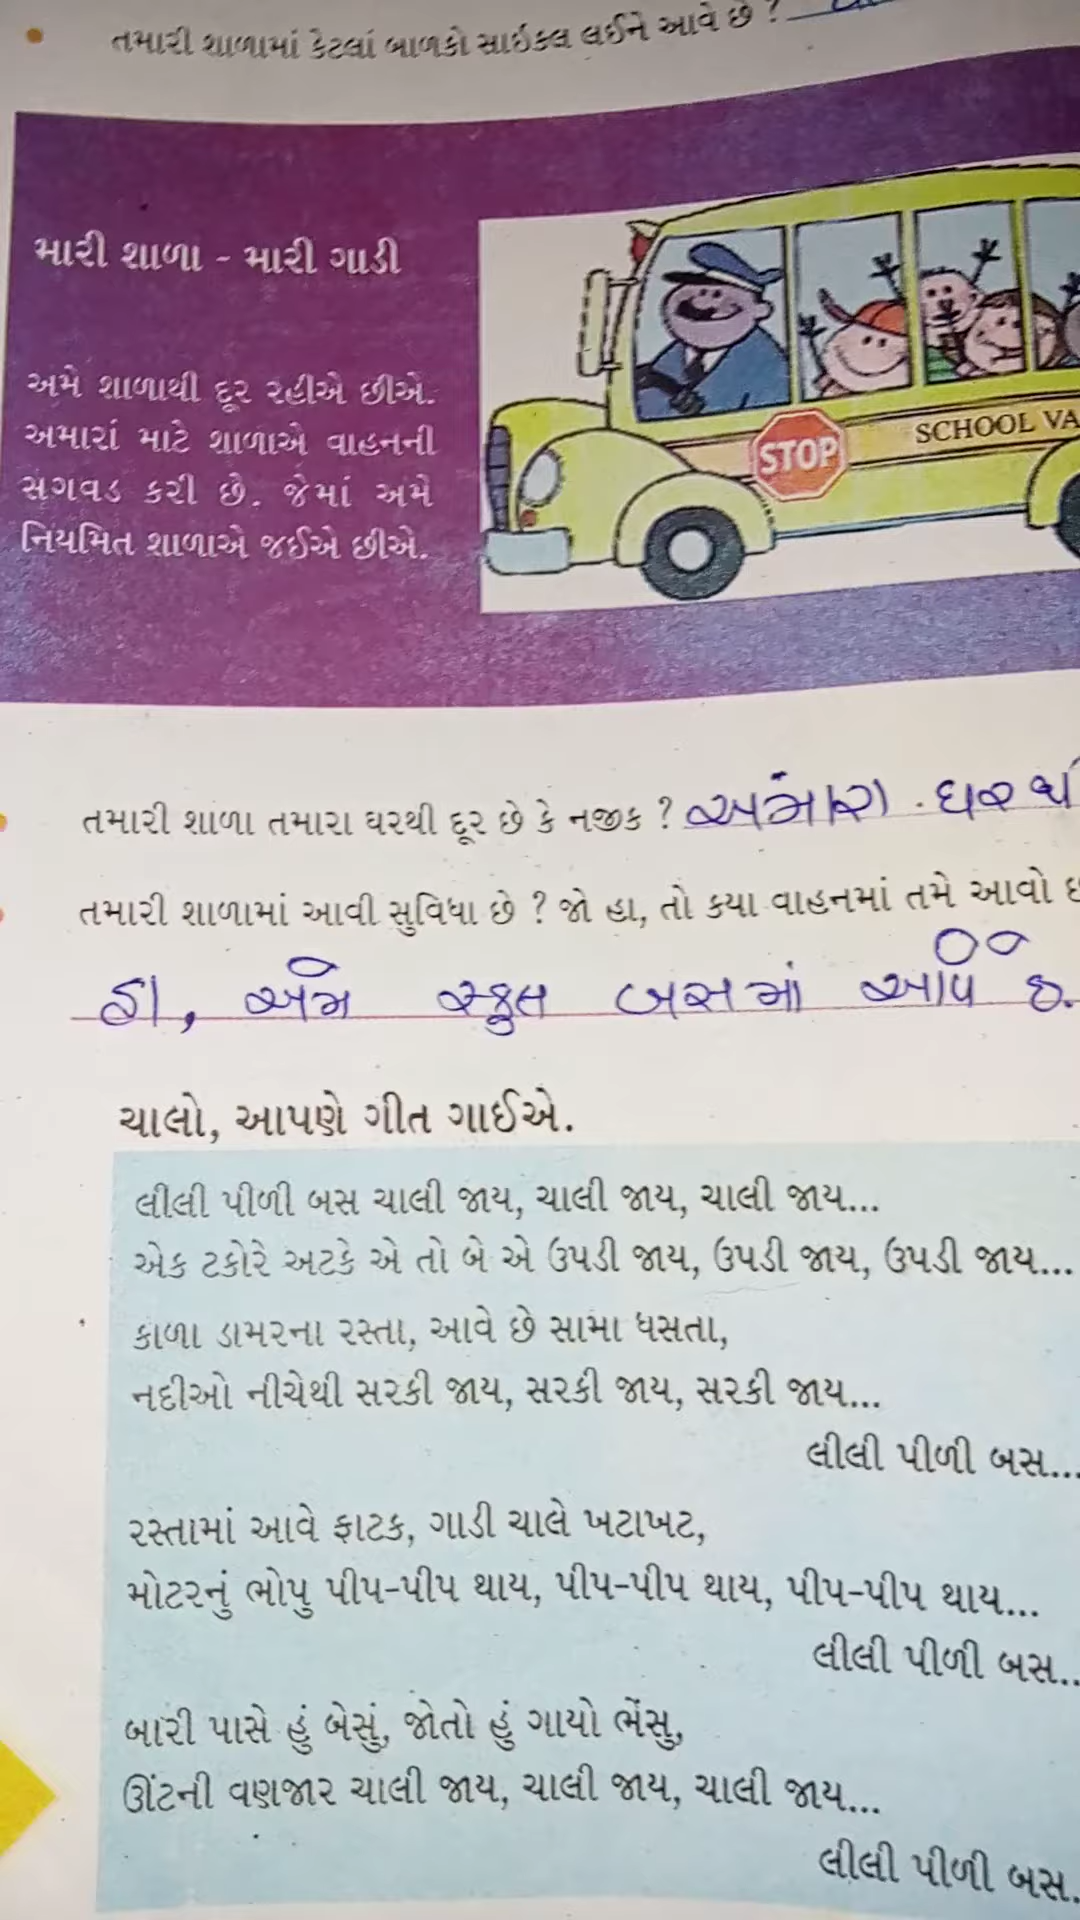 તમારી શાળામાં કેટલાં બાળકો સાઈકલ લઈને આવે છે ?
મારી શાળા - મારી ગાડી
અમે શાળાથી દૂર રહીએ છીએ.
અમારાં માટે શાળાએ વાહનની
સગવડ કરી છે. જેમાં અમે
નિયમિત શાળાએ જઈએ છીએ.
STOP
SCHOOL VA
તમારી શાળા તમારા ઘરથી દૂર છે કે નજીક ? અમારા ઘરથી
તમારી શાળામાં આવી સુવિધા છે ? જો હા, તો કયા વાહનમાં તમે આવો
હા, અમે સ્કુલ બસમાં
ચાલો, આપણે ગીત ગાઈએ.
લીલી પીળી બસ ચાલી જાય, ચાલી જાય, ચાલી જાય...
એક ટકોરે અટકે એ તો બે એ ઉપડી જાય, ઉપડી જાય, ઉપડી જાય...
કાળા ડામરના રસ્તા, આવે છે સામા ધસતા,
નદીઓ નીચેથી સરકી જાય, સરકી જાય, સરકી જાય...
લીલી પીળી બસ...
રસ્તામાં આવે ફાટક, ગાડી ચાલે ખટાખટ,
મોટરનું ભોપુ પીપ-પીપ થાય, પીપ-પીપ થાય, પીપ-પીપ થાય...
લીલી પીળી બસ..
બારી પાસે હું બેસું, જોતો હું ગાયો ભેંસુ,
ઊંટની વણજાર ચાલી જાય, ચાલી જાય, ચાલી જાય...
લીલી પીળી બસ.